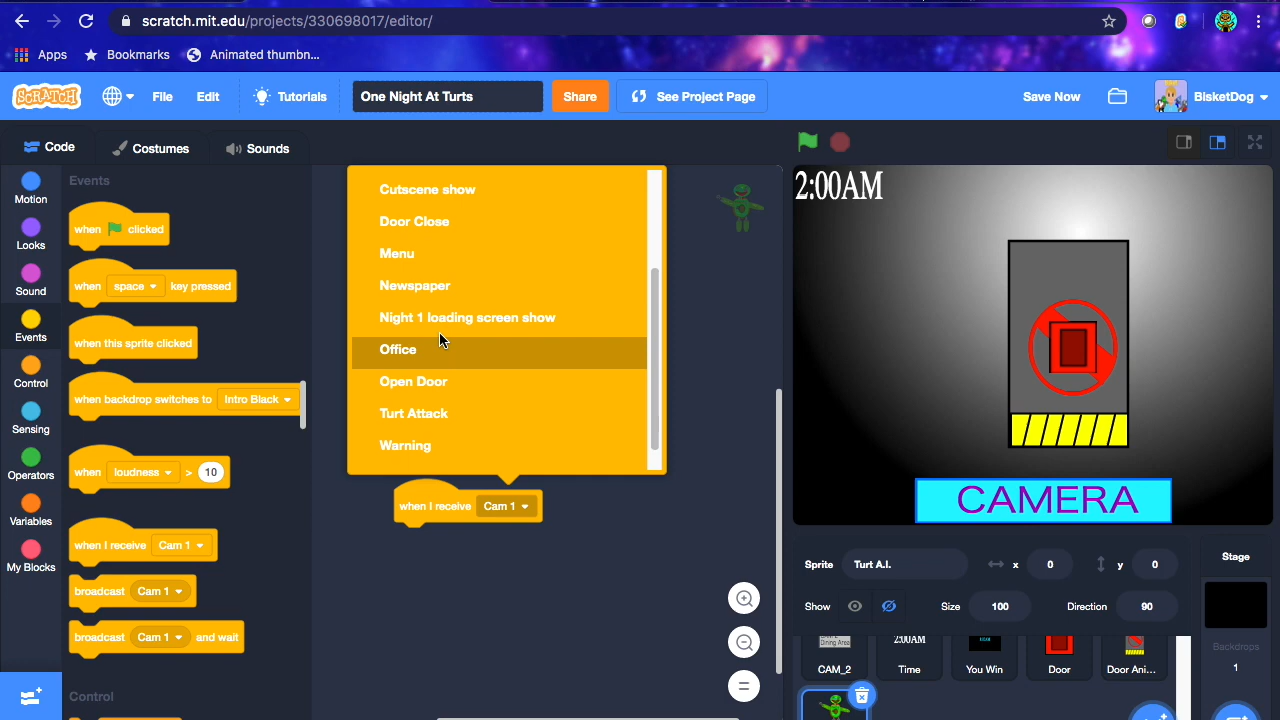 scratch.mit.edu/projects/330698017/editor/
Apps
Bookmarks
Animated thumbn...
SCRATCH
File
Edit
Tutorials
One Night At Turts
Share
See Project Page
Save Now
BisketDog
Code
Costumes
Sounds
Motion
Looks
Sound
Events
Control
Sensing
Operators
Variables
My Blocks
Events
when clicked
when space key pressed
when this sprite clicked
when backdrop switches to Intro Black
when loudness > 10
when I receive Cam 1
broadcast Cam 1
broadcast Cam 1 and wait
Control
Cutscene show
Door Close
Menu
Newspaper
Night 1 loading screen show
Office
Open Door
Turt Attack
Warning
when I receive Cam 1
2:00AM
CAMERA
Sprite Turt A.I. x 0 y 0
Show Size 100 Direction 90
Dining Area
2:00AM
CAM_2
Time
You Win
Door
Door Ani...
Stage
Backdrops
1